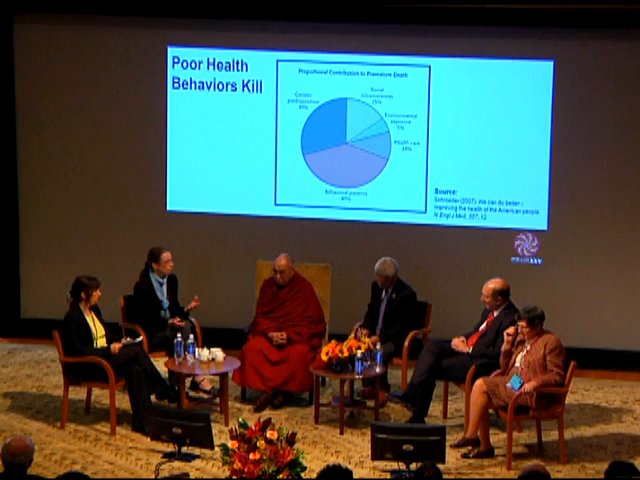 Poor Health
Behaviors Kill
Proportional Contribution to Premature Death
Genetic
predisposition
30%
Social
circumstances
15%
Environmental
exposure
5%
Health care
10%
Behavioral patterns
40%
Source:
Schroeder (2007). We can do better -
improving the health of the American people
N Engl J Med, 357, 12